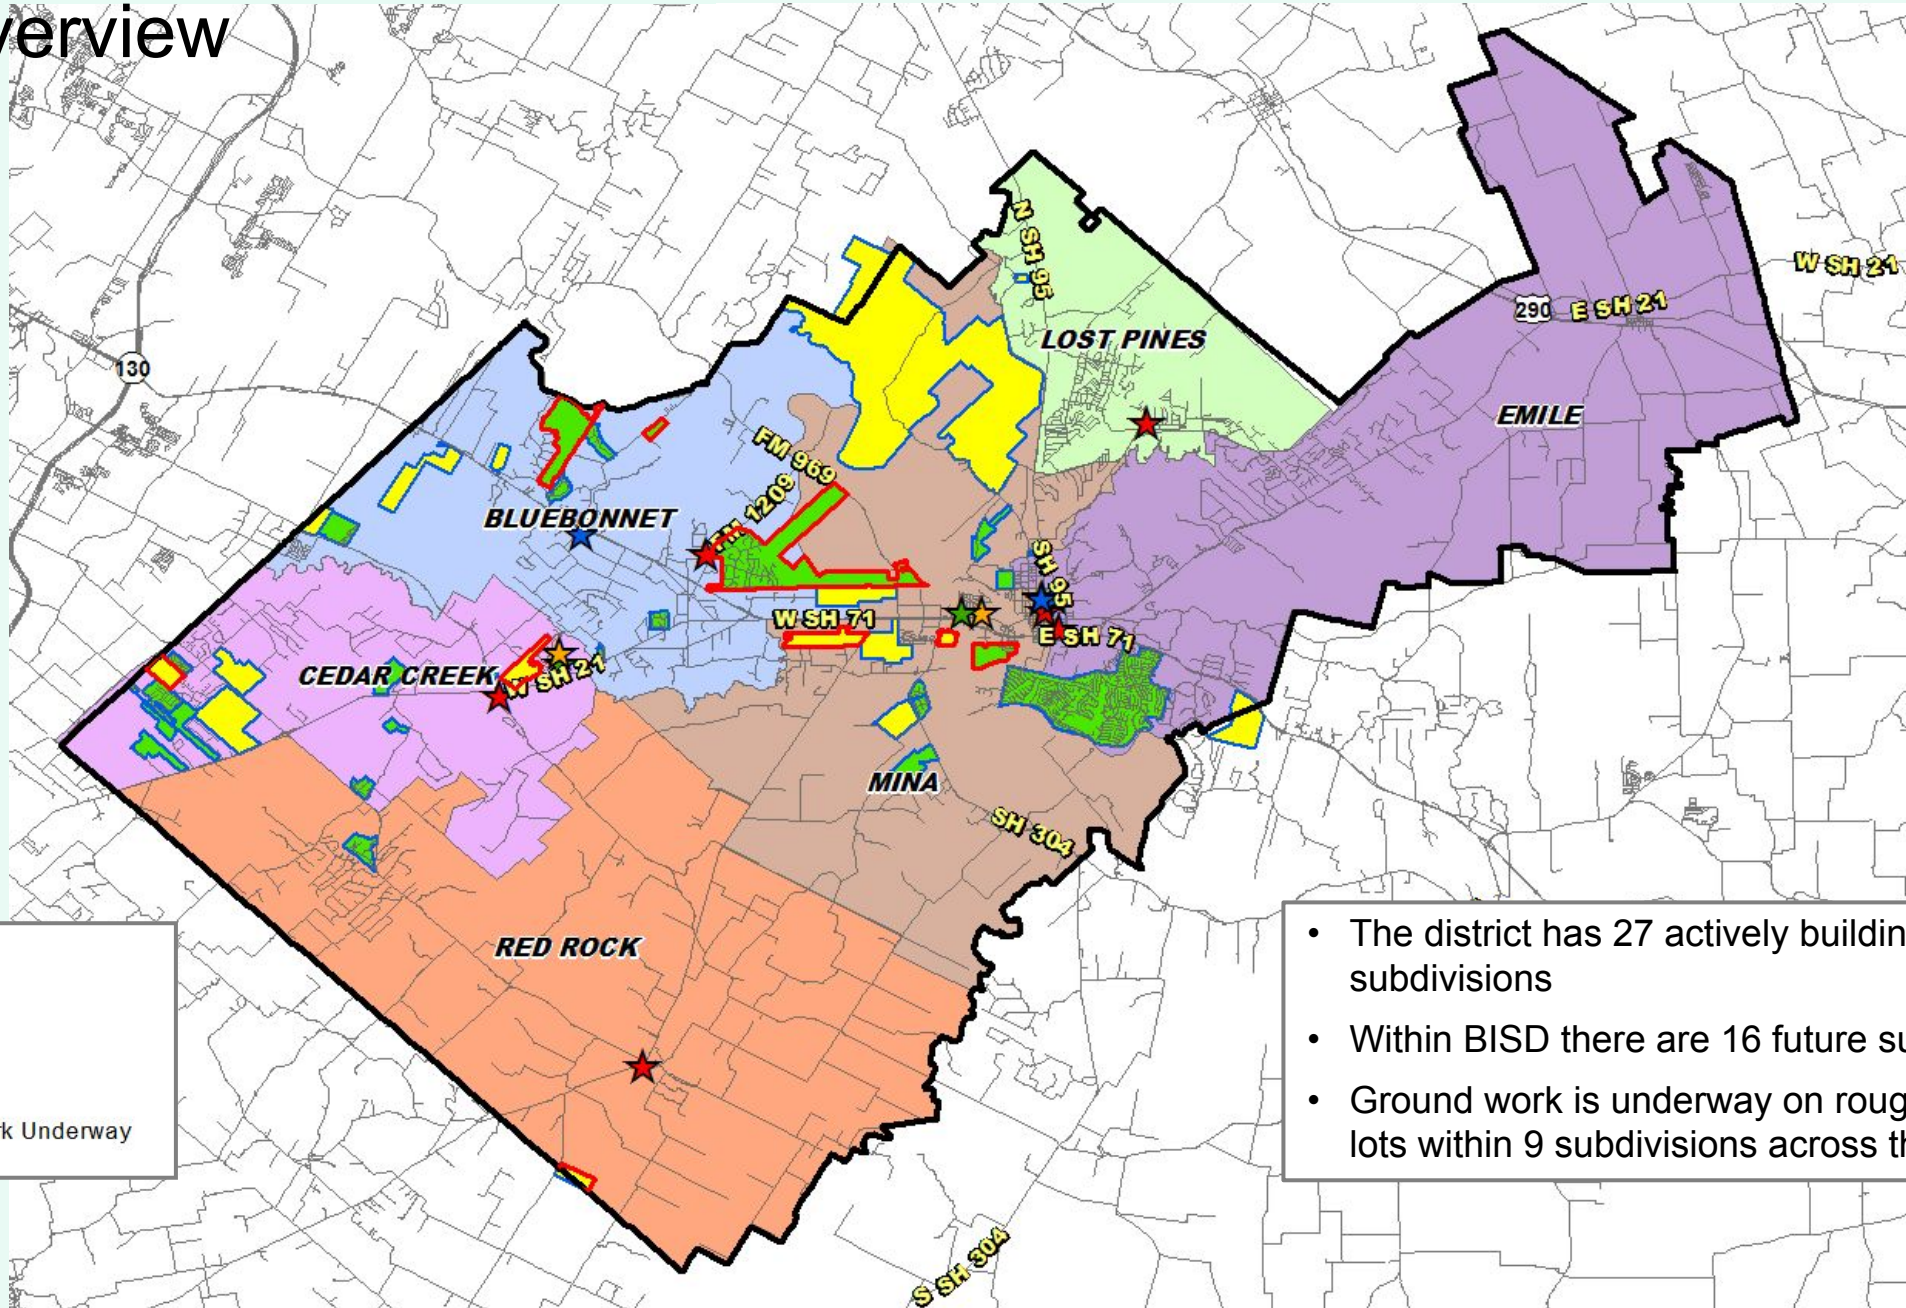 verview
N SH 95
W SH 21
290
E SH 21
LOST PINES
130
EMILE
FM 969
FM 1209
BLUEBONNET
SH 95
W SH 71
E SH 71
CEDAR CREEK
W SH 21
MINA
SH 304
RED ROCK
k Underway
S SH 304
• The district has 27 actively buildin
subdivisions
• Within BISD there are 16 future su
• Ground work is underway on roug
lots within 9 subdivisions across th